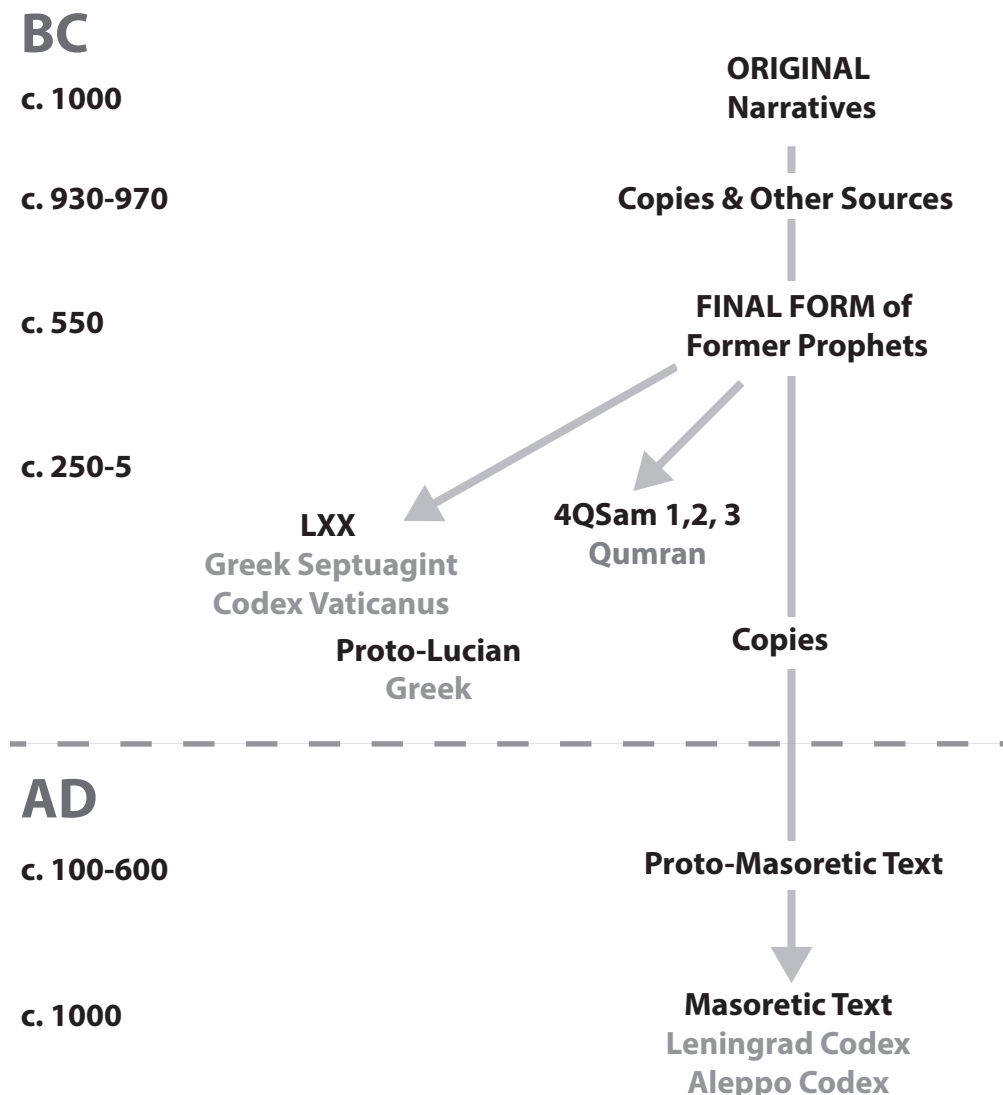 BC
c. 1000
ORIGINAL
Narratives
c. 930-970
Copies & Other Sources
c. 550
FINAL FORM of
Former Prophets
c. 250-5
LXX
Greek Septuagint
Codex Vaticanus
4QSam 1,2, 3
Qumran
Proto-Lucian
Greek
Copies
AD
c. 100-600
Proto-Masoretic Text
c. 1000
Masoretic Text
Leningrad Codex
Aleppo Codex